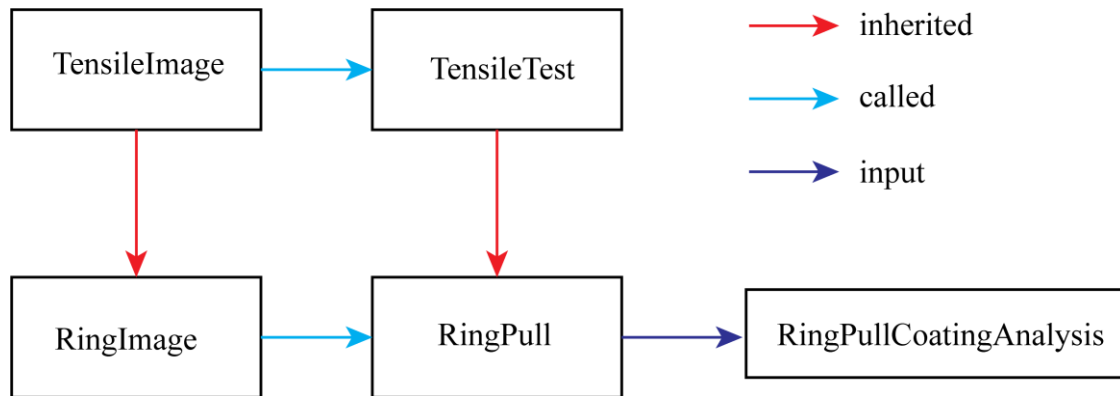 TensileImage
TensileTest
inherited
called
input
RingImage
RingPull
RingPullCoatingAnalysis